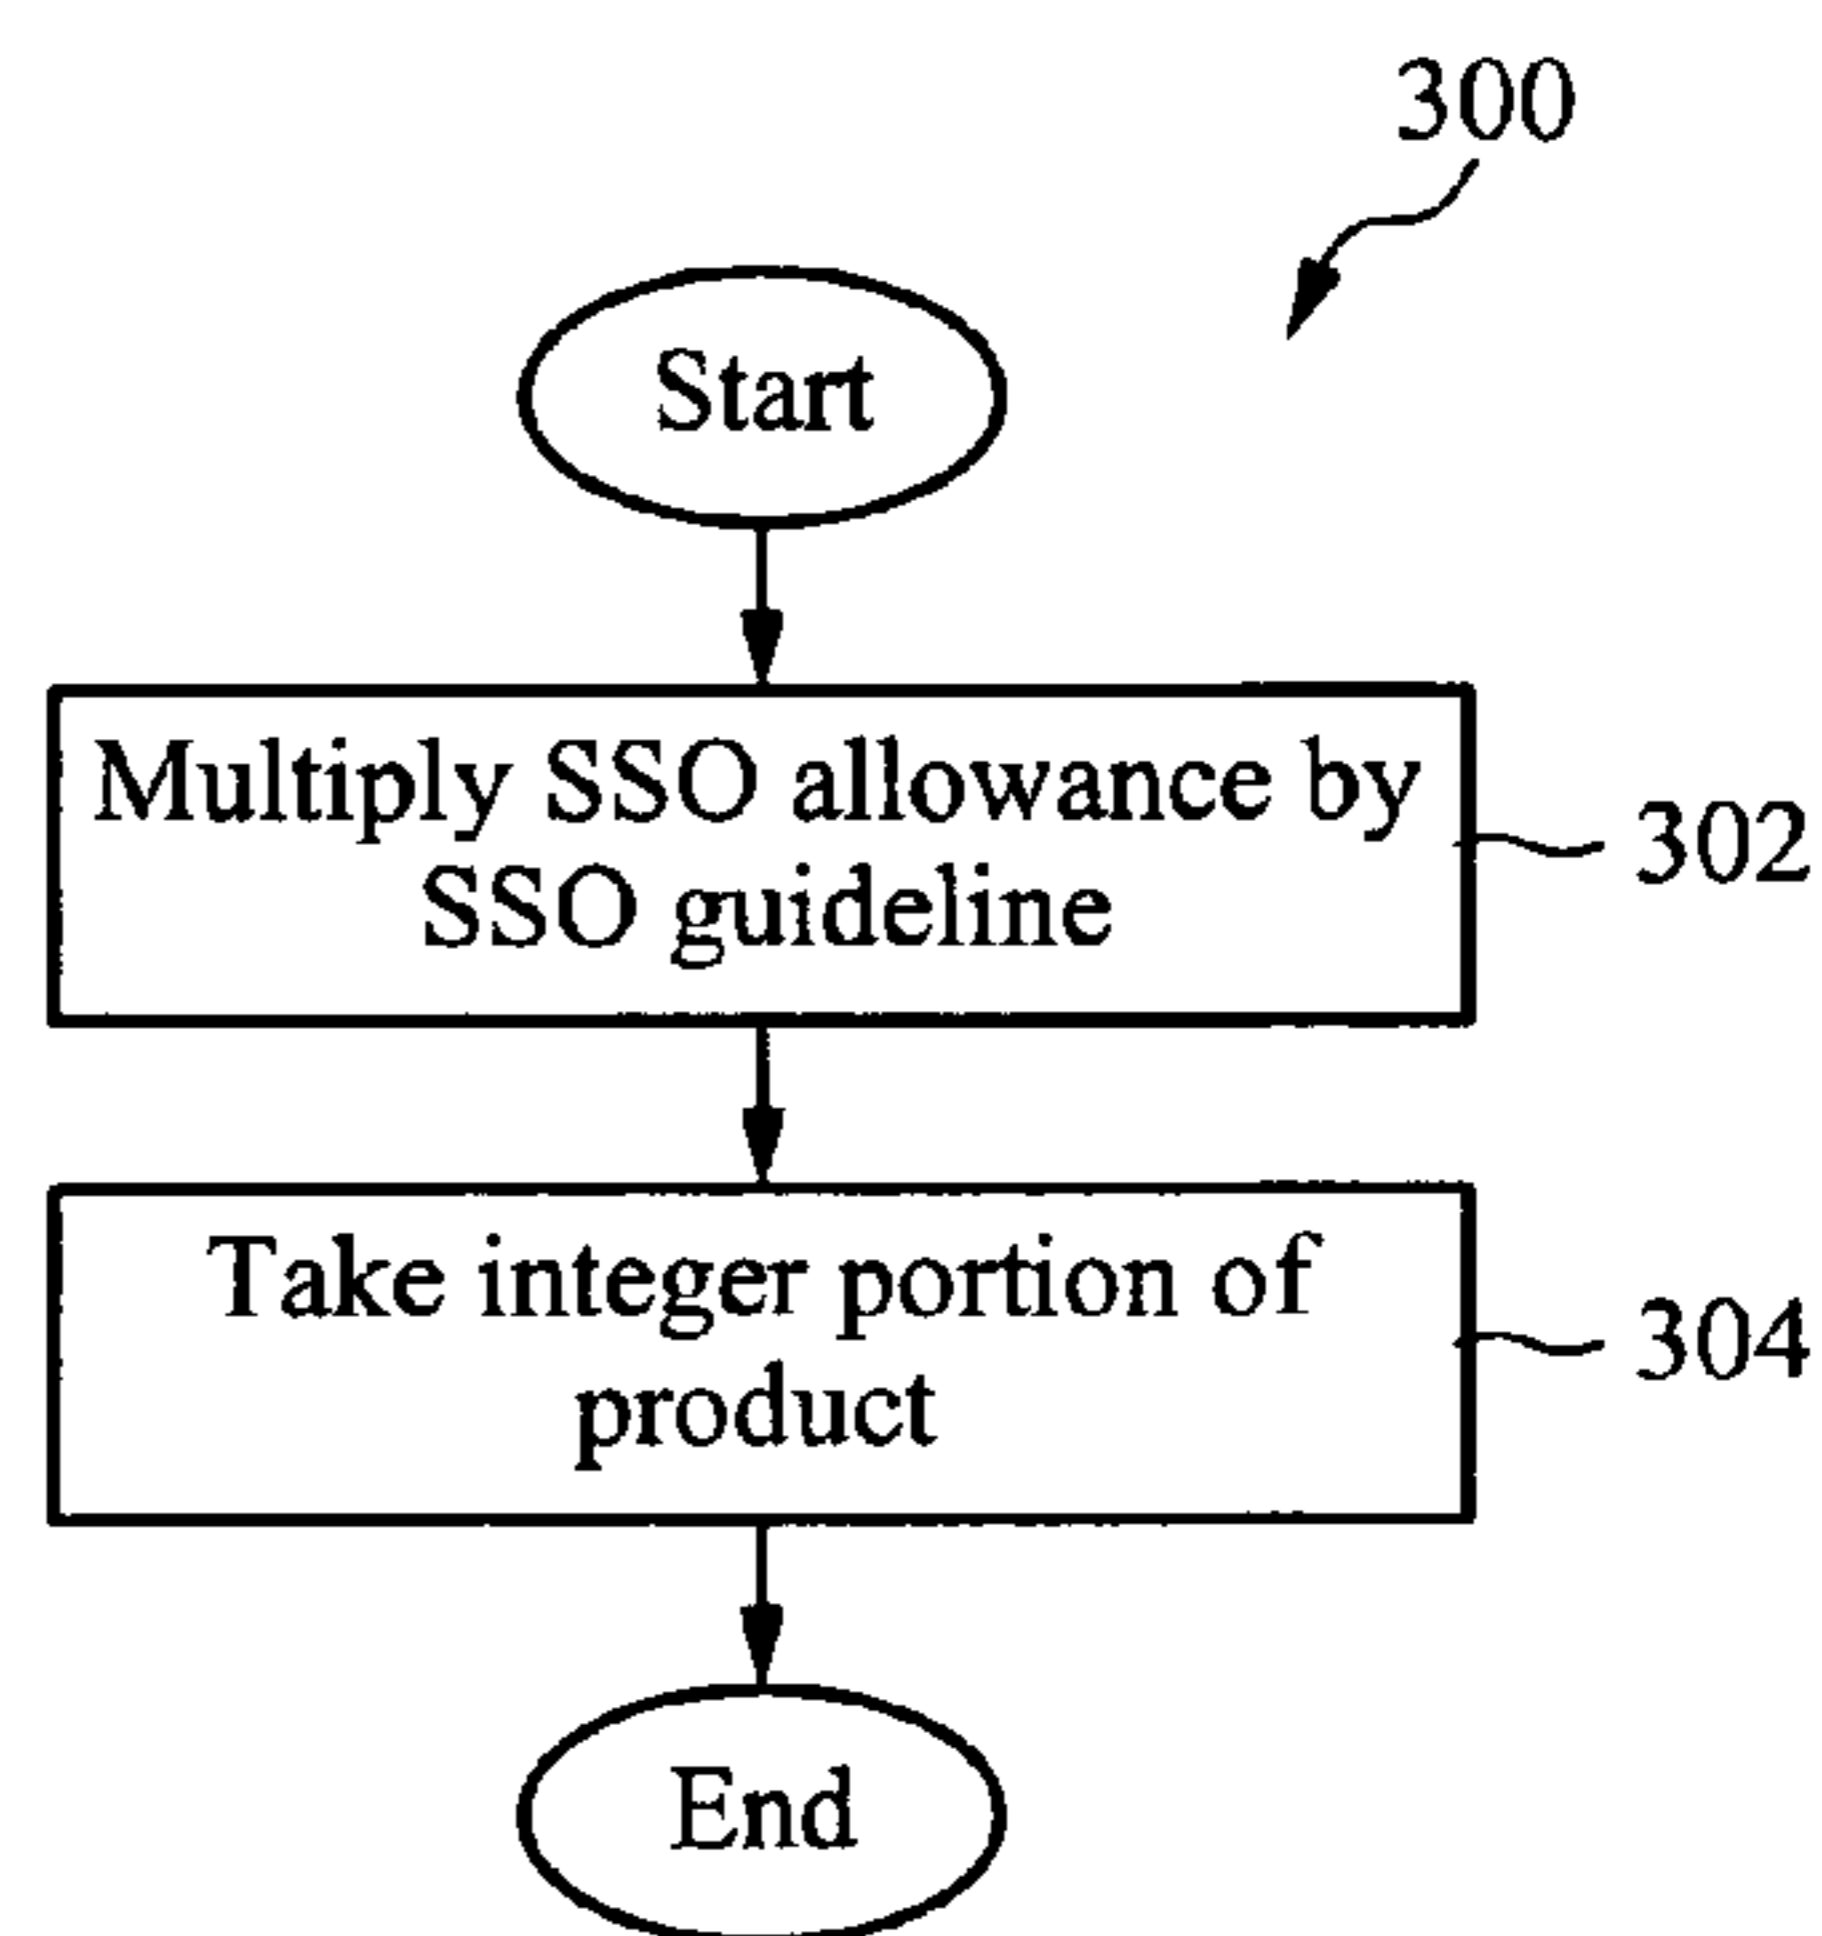 300
Start
Multiply SSO allowance by
SSO guideline
302
Take integer portion of
product
304
End